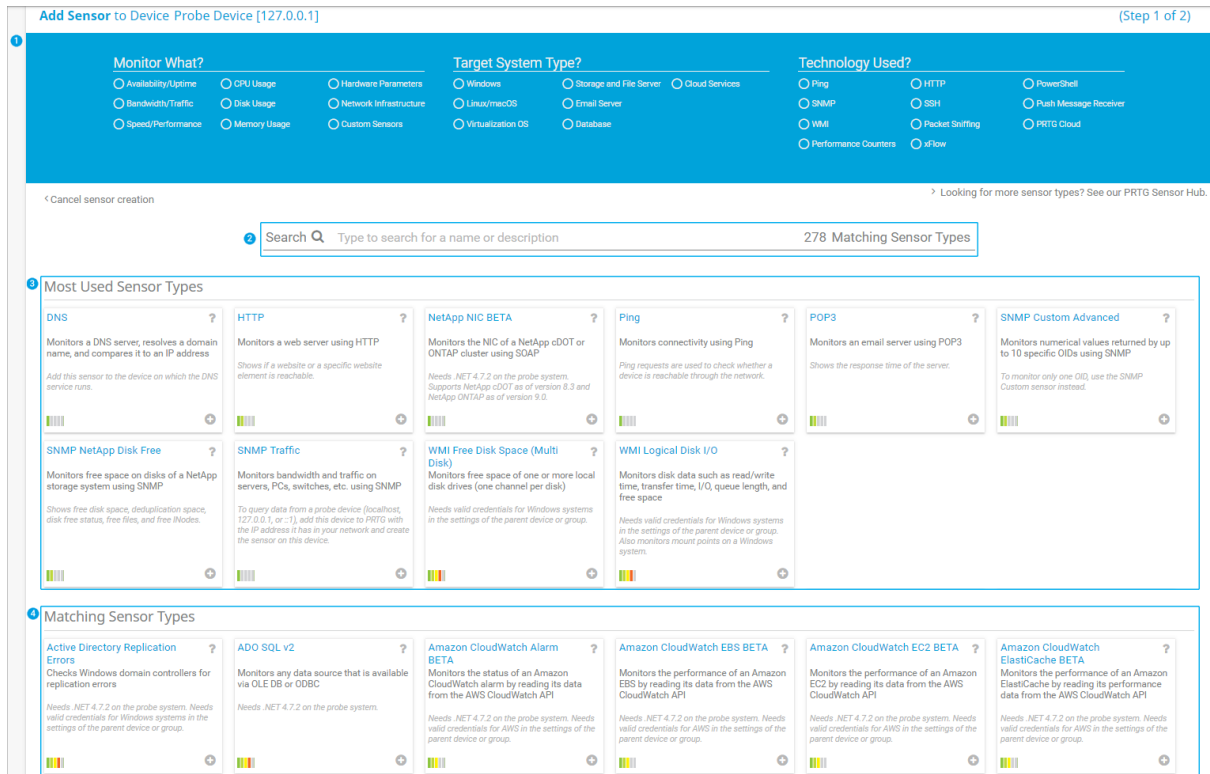 Add Sensor to Device Probe Device [127.0.0.1]
(Step 1 of 2)
1
Monitor What?
Availability/Uptime
CPU Usage
Hardware Parameters
Bandwidth/Traffic
Disk Usage
Network Infrastructure
Speed/Performance
Memory Usage
Custom Sensors
Target System Type?
Windows
Storage and File Server
Cloud Services
Linux/macOS
Email Server
Virtualization OS
Database
Technology Used?
Ping
HTTP
PowerShell
SNMP
SSH
Push Message Receiver
WMI
Packet Sniffing
PRTG Cloud
Performance Counters
xFlow
Cancel sensor creation
Looking for more sensor types? See our PRTG Sensor Hub.
2
Search
Type to search for a name or description
278 Matching Sensor Types
3
Most Used Sensor Types
DNS
?
Monitors a DNS server, resolves a domain
name, and compares it to an IP address
Add this sensor to the device on which the DNS
service runs.
HTTP
?
Monitors a web server using HTTP
Shows if a website or a specific website
element is reachable.
NetApp NIC BETA
?
Monitors the NIC of a NetApp cDOT or
ONTAP cluster using SOAP
Needs .NET 4.7.2 on the probe system.
Supports NetApp cDOT as of version 8.3 and
NetApp ONTAP as of version 9.0.
Ping
?
Monitors connectivity using Ping
Ping requests are used to check whether a
device is reachable through the network.
POP3
?
Monitors an email server using POP3
Shows the response time of the server.
SNMP Custom Advanced
?
Monitors numerical values returned by up
to 10 specific OIDs using SNMP
To monitor only one OID, use the SNMP
Custom sensor instead.
SNMP NetApp Disk Free
?
Monitors free space on disks of a NetApp
storage system using SNMP
Shows free disk space, deduplication space,
disk free status, free files, and free INodes.
SNMP Traffic
?
Monitors bandwidth and traffic on
servers, PCs, switches, etc. using SNMP
To query data from a probe device (localhost,
127.0.0.1, or ::1), add this device to PRTG with
the IP address it has in your network and create
the sensor on this device.
WMI Free Disk Space (Multi
Disk)
?
Monitors free space of one or more local
disk drives (one channel per disk)
Needs valid credentials for Windows systems
in the settings of the parent device or group.
WMI Logical Disk I/O
?
Monitors disk data such as read/write
time, transfer time, I/O, queue length, and
free space
Needs valid credentials for Windows systems
in the settings of the parent device or group.
Also monitors mount points on a Windows
system.
4
Matching Sensor Types
Active Directory Replication
Errors
?
Checks Windows domain controllers for
replication errors
Needs .NET 4.7.2 on the probe system. Needs
valid credentials for Windows systems in the
settings of the parent device or group.
ADO SQL v2
?
Monitors any data source that is available
via OLE DB or ODBC
Needs .NET 4.7.2 on the probe system.
Amazon CloudWatch Alarm
BETA
?
Monitors the status of an Amazon
CloudWatch alarm by reading its data
from the AWS CloudWatch API
Needs .NET 4.7.2 on the probe system. Needs
valid credentials for AWS in the settings of the
parent device or group.
Amazon CloudWatch EBS BETA
?
Monitors the performance of an Amazon
EBS by reading its data from the AWS
CloudWatch API
Needs .NET 4.7.2 on the probe system. Needs
valid credentials for AWS in the settings of the
parent device or group.
Amazon CloudWatch EC2 BETA
?
Monitors the performance of an Amazon
EC2 by reading its data from the AWS
CloudWatch API
Needs .NET 4.7.2 on the probe system. Needs
valid credentials for AWS in the settings of the
parent device or group.
Amazon CloudWatch
ElastiCache BETA
?
Monitors the performance of an Amazon
ElastiCache by reading its performance
data from the AWS CloudWatch API
Needs .NET 4.7.2 on the probe system. Needs
valid credentials for AWS in the settings of the
parent device or group.